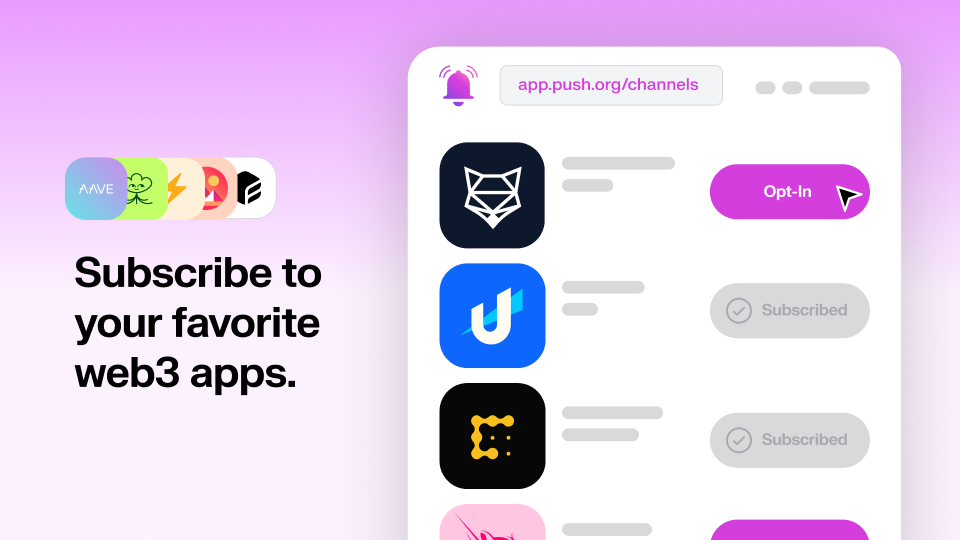 AAVE
Subscribe to
your favorite
web3 apps.
app.push.org/channels
Opt-In
Subscribed
Subscribed